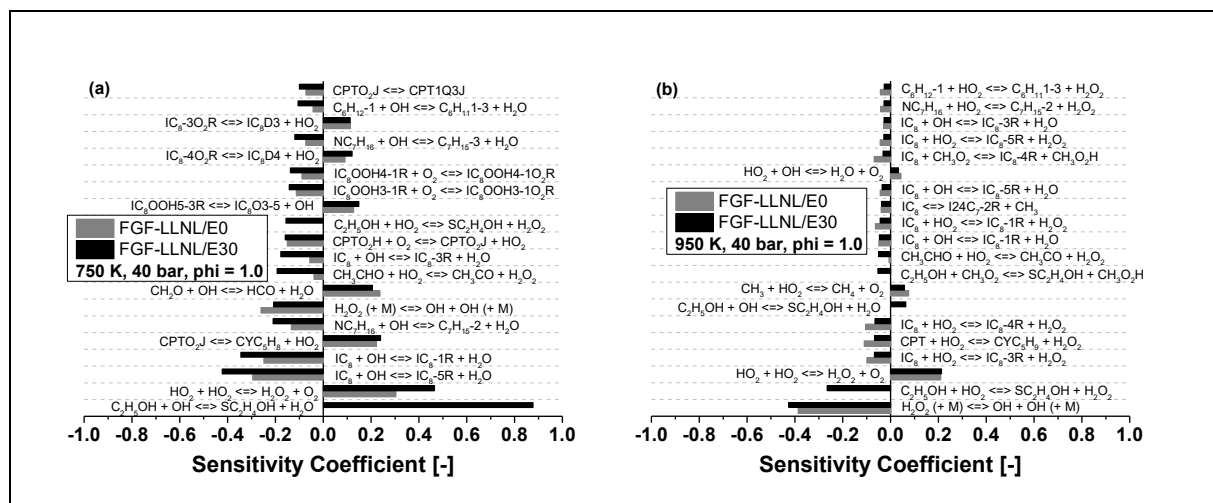 (a)
CPTO₂J <=> CPT1Q3J
C₆H₁₂-1 + OH <=> C₆H₁₁1-3 + H₂O
IC₈-3O₂R <=> IC₈D3 + HO₂
NC₇H₁₆ + OH <=> C₇H₁₅-3 + H₂O
IC₈-4O₂R <=> IC₈D4 + HO₂
IC₈OOH4-1R + O₂ <=> IC₈OOH4-1O₂R
IC₈OOH3-1R + O₂ <=> IC₈OOH3-1O₂R
IC₈OOH5-3R <=> IC₈O3-5 + OH
FGF-LLNL/E0
FGF-LLNL/E30
750 K, 40 bar, phi = 1.0
C₂H₅OH + HO₂ <=> SC₂H₄OH + H₂O₂
CPTO₂H + O₂ <=> CPTO₂J + HO₂
IC₈ + OH <=> IC₈-3R + H₂O
CH₃CHO + HO₂ <=> CH₃CO + H₂O₂
CH₂O + OH <=> HCO + H₂O
H₂O₂ (+ M) <=> OH + OH (+ M)
NC₇H₁₆ + OH <=> C₇H₁₅-2 + H₂O
CPTO₂J <=> CYC₅H₈ + HO₂
IC₈ + OH <=> IC₈-1R + H₂O
IC₈ + OH <=> IC₈-5R + H₂O
HO₂ + HO₂ <=> H₂O₂ + O₂
C₂H₅OH + OH <=> SC₂H₄OH + H₂O
-1.0 -0.8 -0.6 -0.4 -0.2 0.0 0.2 0.4 0.6 0.8 1.0
Sensitivity Coefficient [-]
(b)
C₆H₁₂-1 + HO₂ <=> C₆H₁₁1-3 + H₂O₂
NC₇H₁₆ + HO₂ <=> C₇H₁₅-2 + H₂O₂
IC₈ + OH <=> IC₈-3R + H₂O
IC₈ + HO₂ <=> IC₈-5R + H₂O₂
IC₈ + CH₃O₂ <=> IC₈-4R + CH₃O₂H
HO₂ + OH <=> H₂O + O₂
IC₈ + OH <=> IC₈-5R + H₂O
IC₈ <=> I24C₇-2R + CH₃
FGF-LLNL/E0
FGF-LLNL/E30
950 K, 40 bar, phi = 1.0
IC₈ + HO₂ <=> IC₈-1R + H₂O₂
IC₈ + OH <=> IC₈-1R + H₂O
CH₃CHO + HO₂ <=> CH₃CO + H₂O₂
C₂H₅OH + CH₃O₂ <=> SC₂H₄OH + CH₃O₂H
CH₃ + HO₂ <=> CH₄ + O₂
C₂H₅OH + OH <=> SC₂H₄OH + H₂O
IC₈ + HO₂ <=> IC₈-4R + H₂O₂
CPT + HO₂ <=> CYC₅H₉ + H₂O₂
IC₈ + HO₂ <=> IC₈-3R + H₂O₂
HO₂ + HO₂ <=> H₂O₂ + O₂
C₂H₅OH + HO₂ <=> SC₂H₄OH + H₂O₂
H₂O₂ (+ M) <=> OH + OH (+ M)
-1.0 -0.8 -0.6 -0.4 -0.2 0.0 0.2 0.4 0.6 0.8 1.0
Sensitivity Coefficient [-]